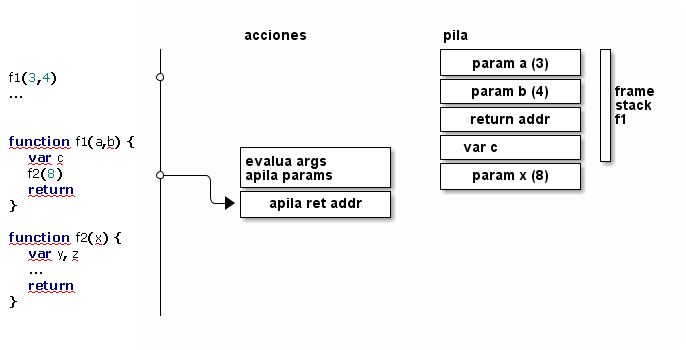 acciones
pila
f1(3,4)
...
function f1(a,b) {
var c
f2(8)
return
}
function f2(x) {
var y, z
...
return
}
evalua args
apila params
apila ret addr
param a (3)
param b (4)
return addr
var c
param x (8)
frame
stack
f1